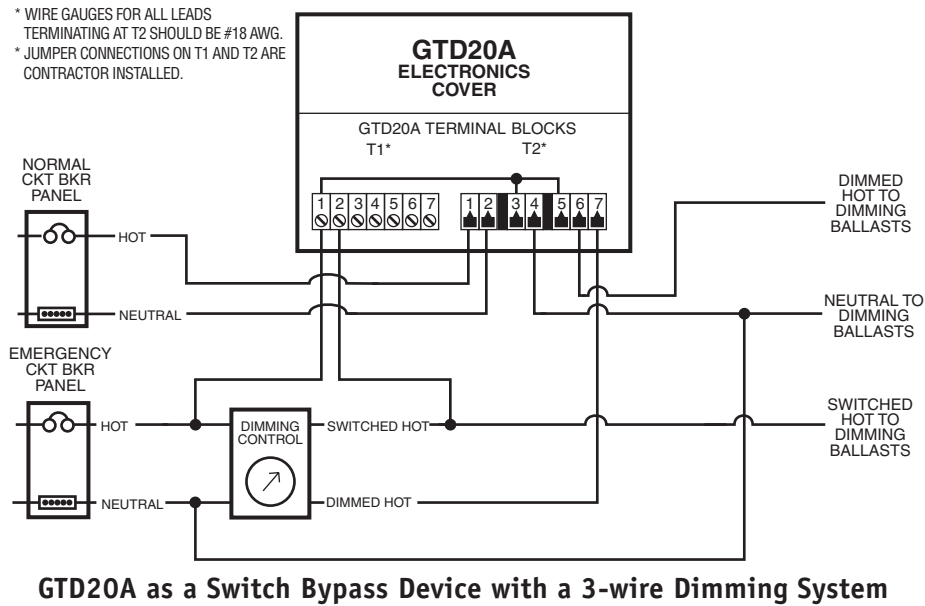 * WIRE GAUGES FOR ALL LEADS
TERMINATING AT T2 SHOULD BE #18 AWG.
* JUMPER CONNECTIONS ON T1 AND T2 ARE
CONTRACTOR INSTALLED.
GTD20A
ELECTRONICS
COVER
GTD20A TERMINAL BLOCKS
T1* T2*
1 2 3 4 5 6 7 1 2 3 4 5 6 7
NORMAL
CKT BKR
PANEL
HOT
NEUTRAL
DIMMED
HOT TO
DIMMING
BALLASTS
NEUTRAL TO
DIMMING
BALLASTS
EMERGENCY
CKT BKR
PANEL
HOT
NEUTRAL
DIMMING
CONTROL
SWITCHED HOT
DIMMED HOT
SWITCHED
HOT TO
DIMMING
BALLASTS
GTD20A as a Switch Bypass Device with a 3-wire Dimming System